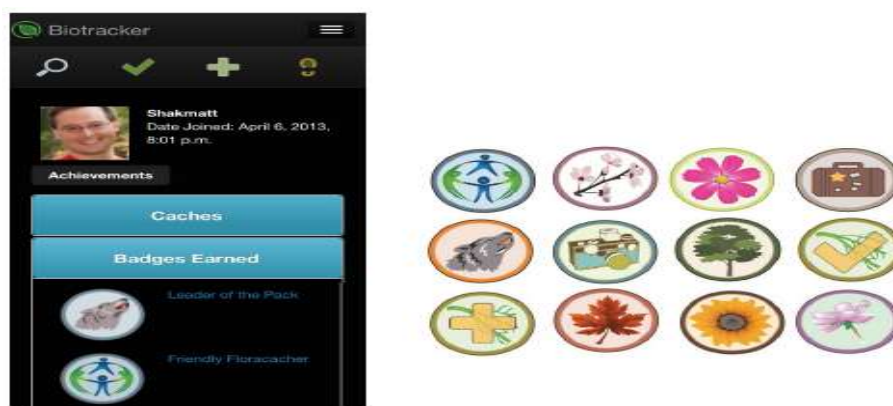 Biotracker
Shakmatt
Date Joined: April 6, 2013,
8:01 p.m.
Achievements
Caches
Badges Earned
Leader of the Pack
Friendly Floracacher